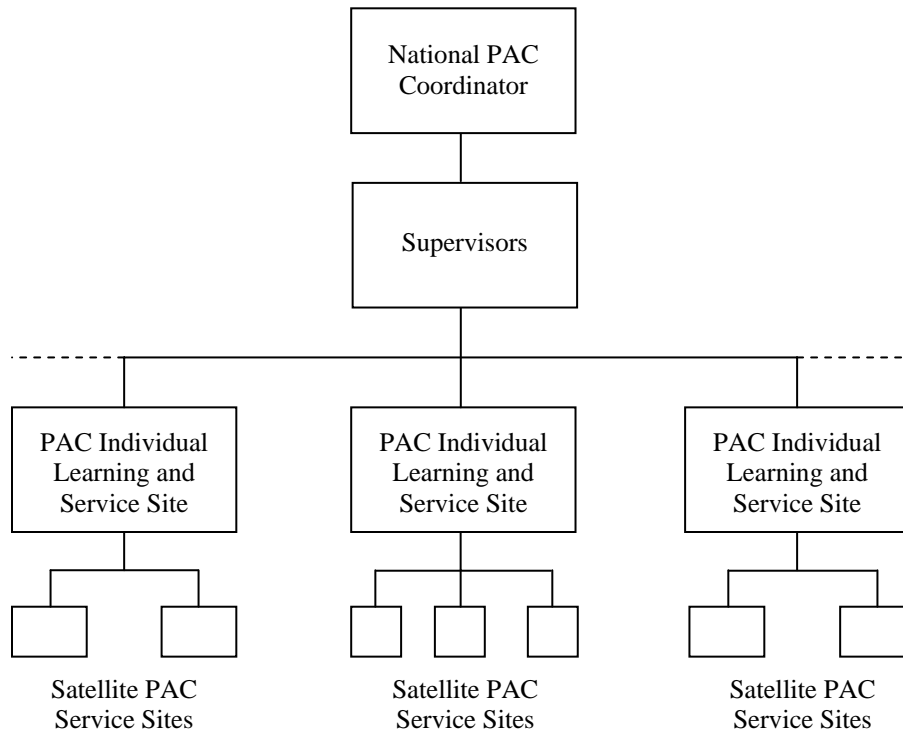 National PAC
Coordinator
Supervisors
PAC Individual
Learning and
Service Site
PAC Individual
Learning and
Service Site
PAC Individual
Learning and
Service Site
Satellite PAC
Service Sites
Satellite PAC
Service Sites
Satellite PAC
Service Sites